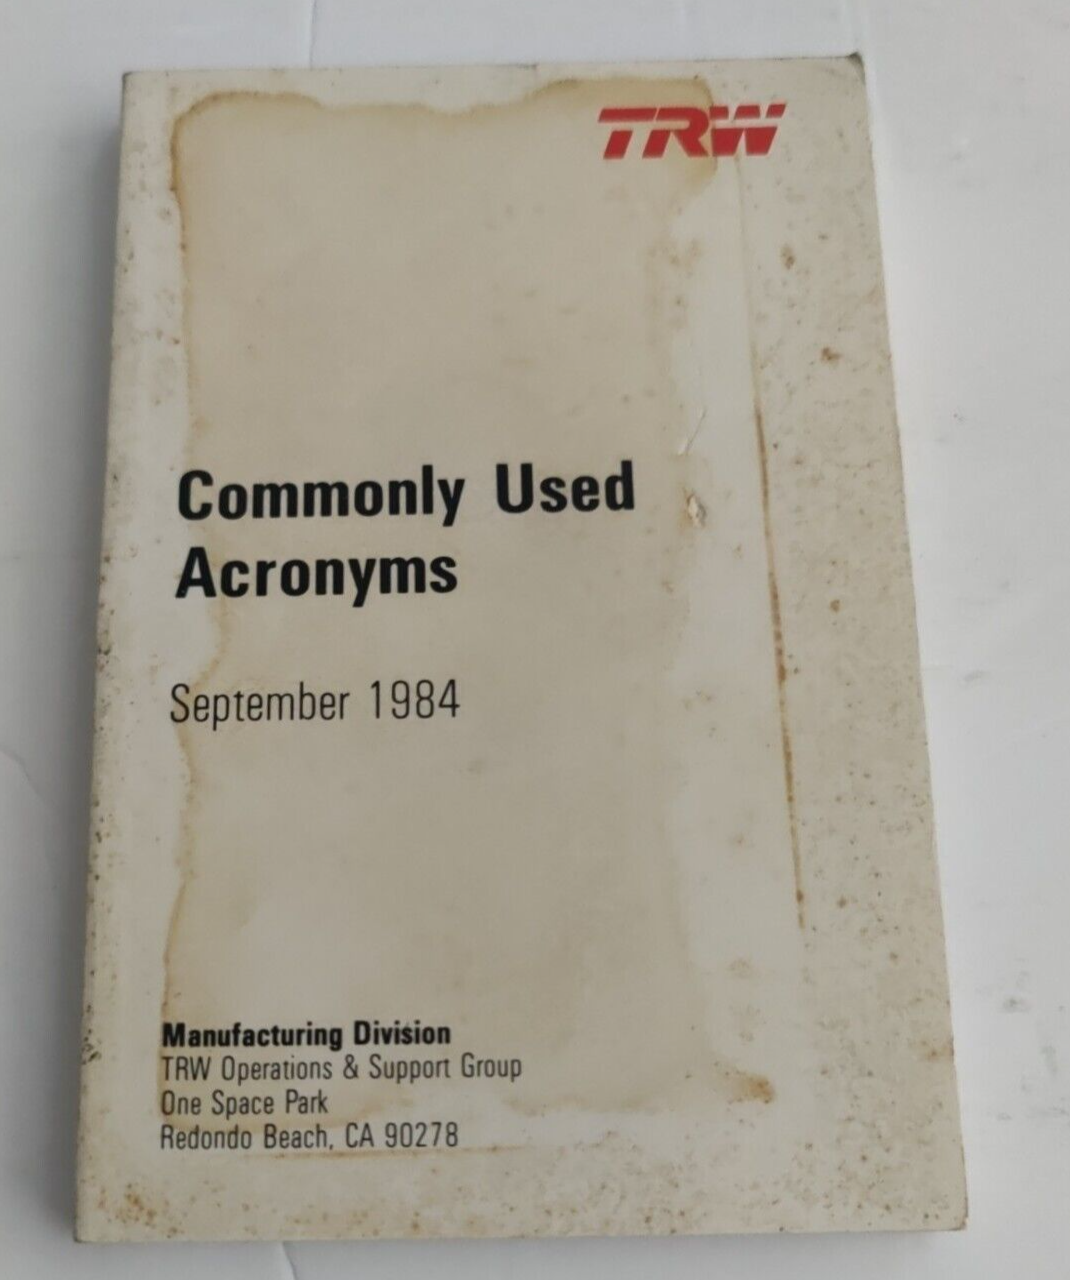 TRW
Commonly Used
Acronyms
September 1984
Manufacturing Division
TRW Operations & Support Group
One Space Park
Redondo Beach, CA 90278